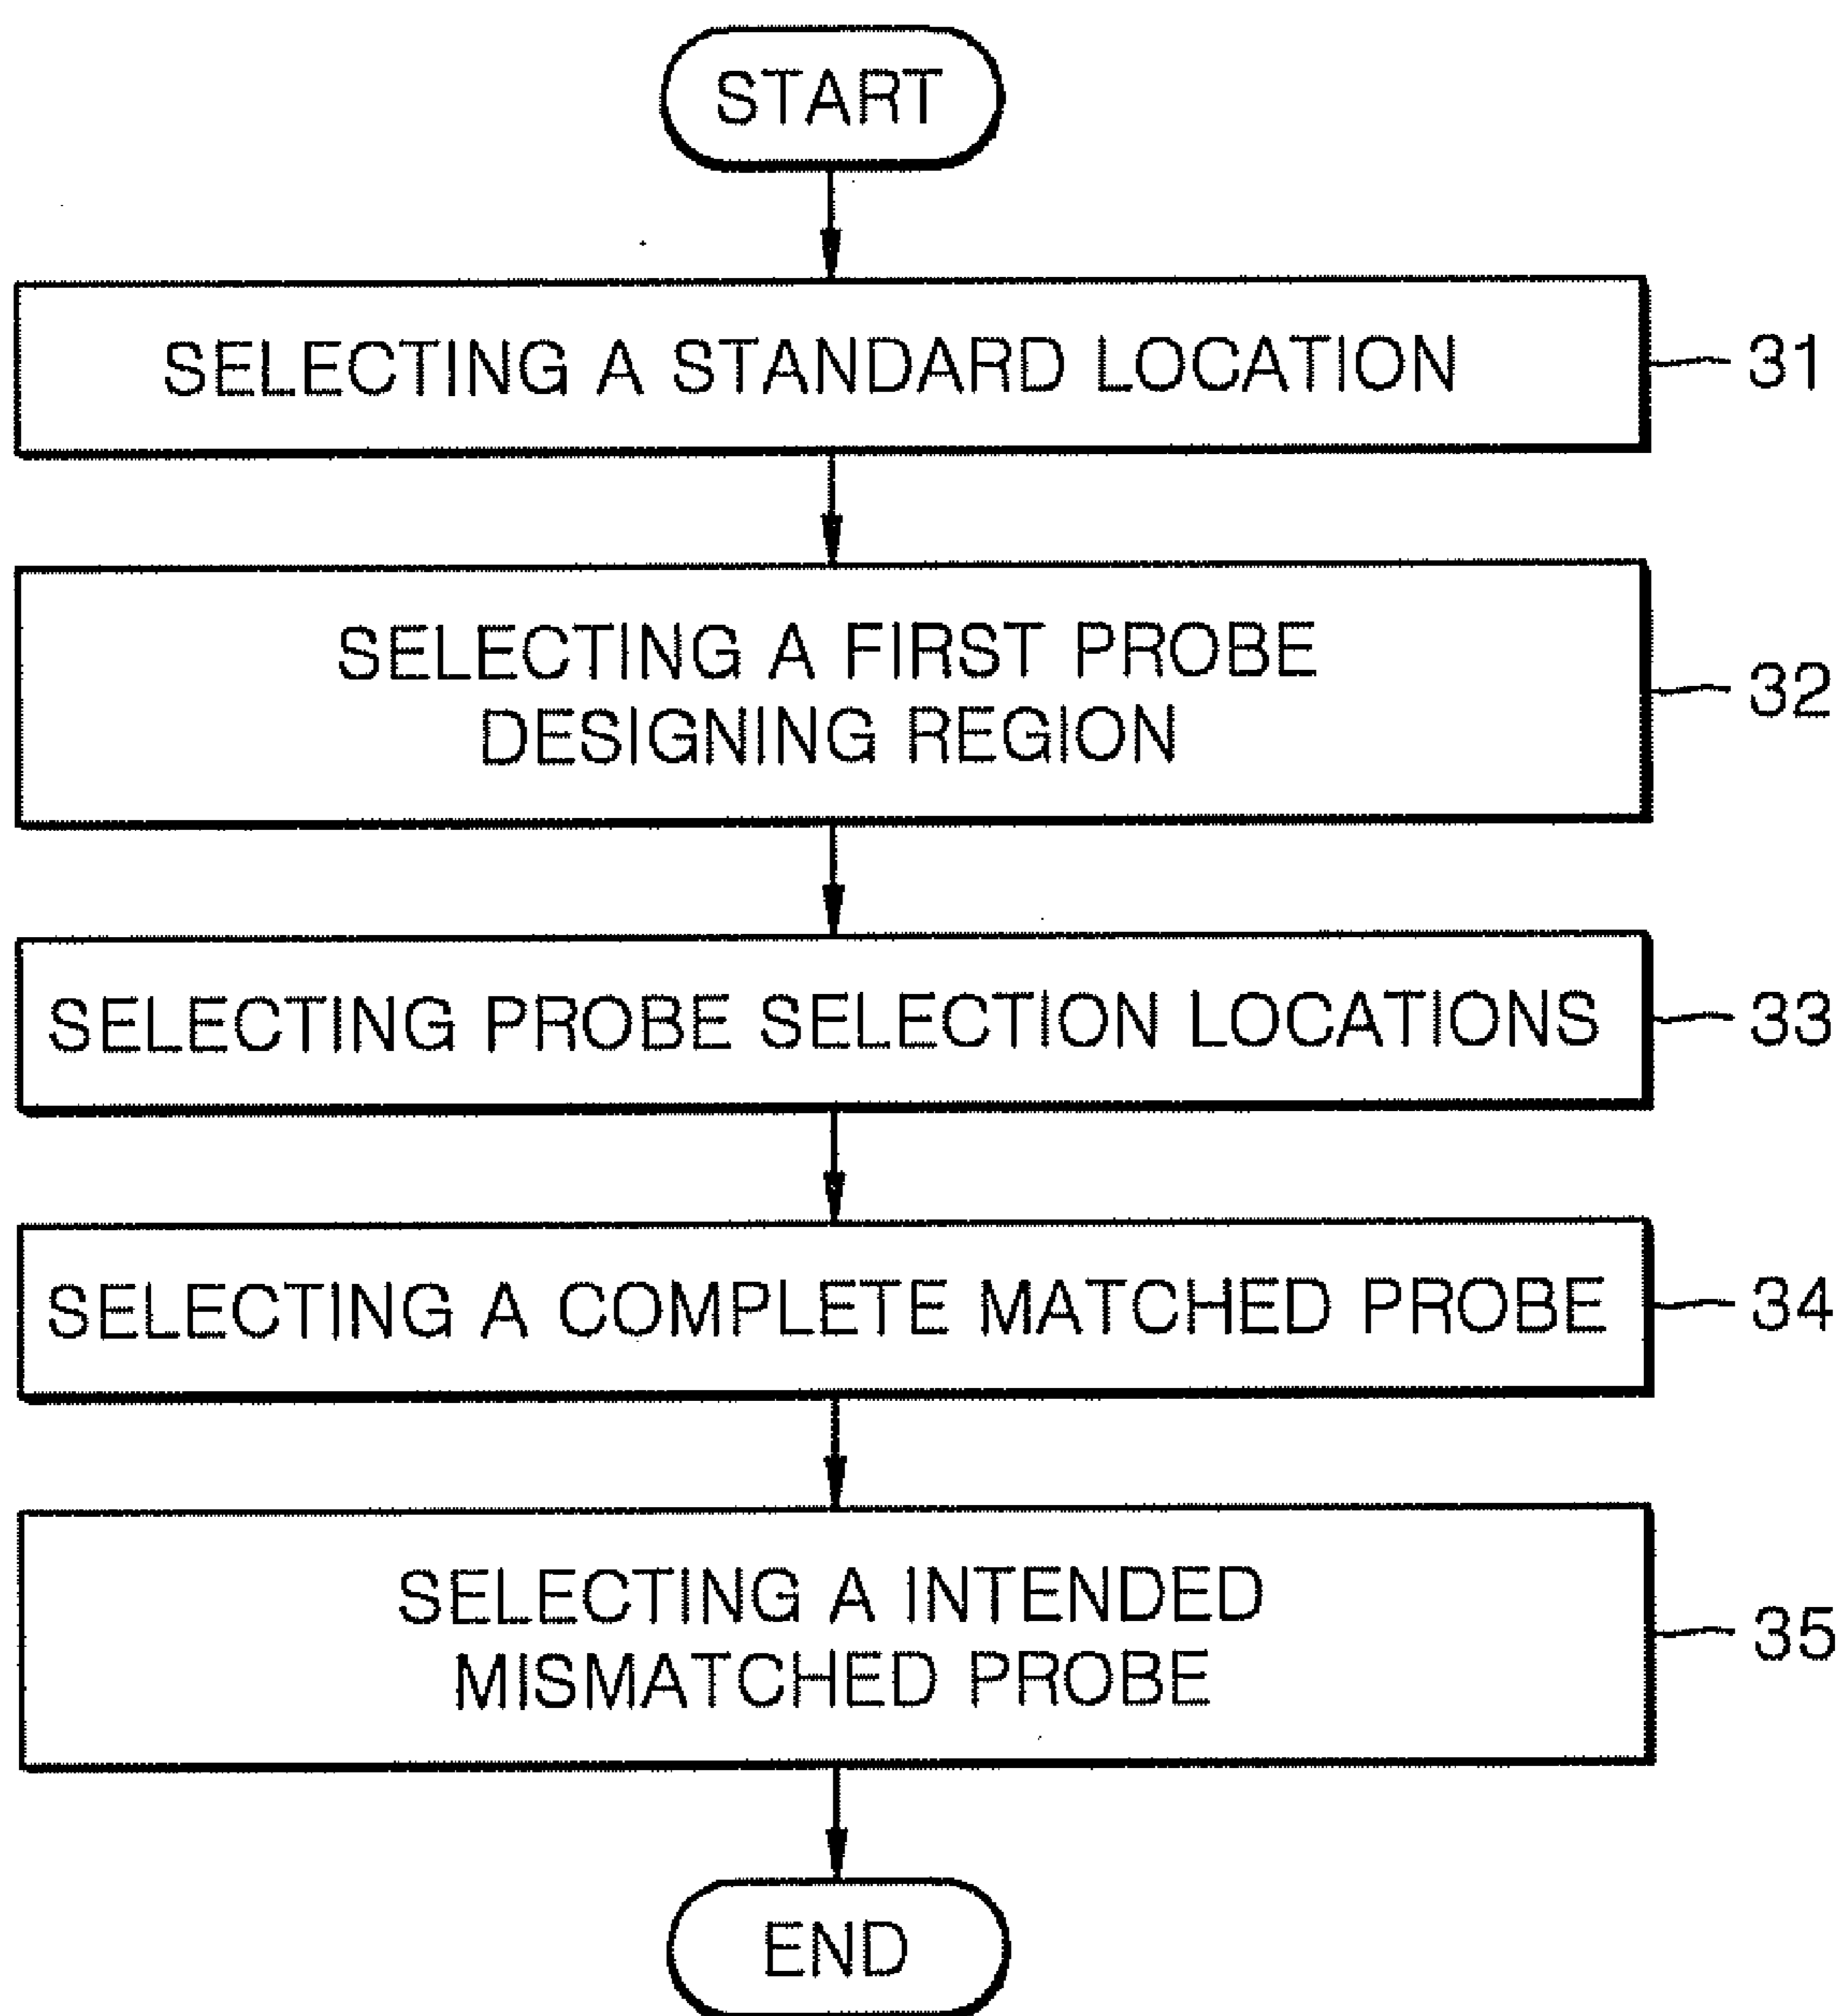 START
SELECTING A STANDARD LOCATION
31
SELECTING A FIRST PROBE
DESIGNING REGION
32
SELECTING PROBE SELECTION LOCATIONS
33
SELECTING A COMPLETE MATCHED PROBE
34
SELECTING A INTENDED
MISMATCHED PROBE
35
END